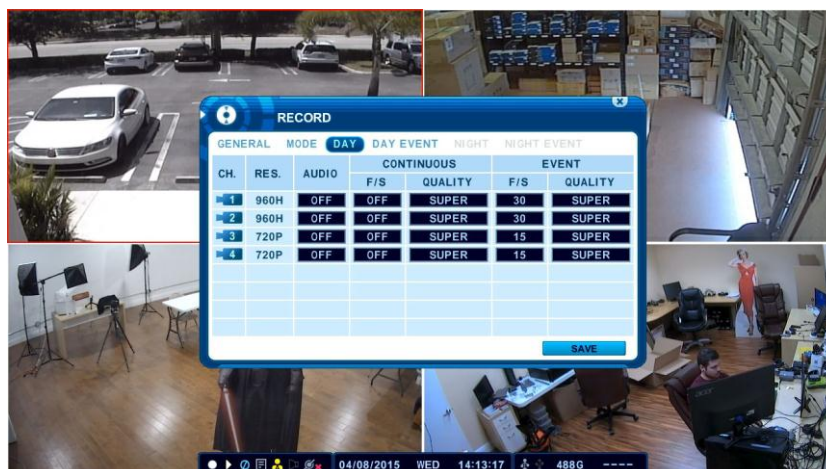 RECORD
GENERAL MODE DAY DAY EVENT NIGHT NIGHT EVENT
CH. RES. AUDIO CONTINUOUS EVENT
F/S QUALITY F/S QUALITY
1 960H OFF OFF SUPER 30 SUPER
2 960H OFF OFF SUPER 30 SUPER
3 720P OFF OFF SUPER 15 SUPER
4 720P OFF OFF SUPER 15 SUPER
SAVE
acer
04/08/2015 WED 14:13:17 488G ----